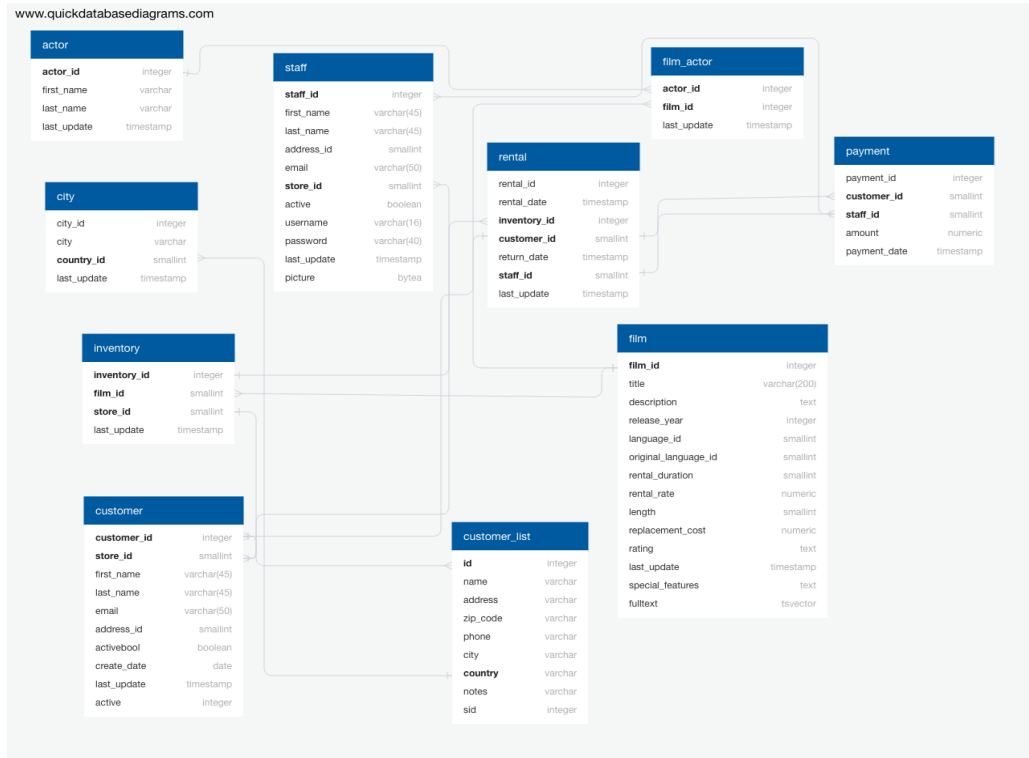 www.quickdatabasediagrams.com
actor
actor_id integer
first_name varchar
last_name varchar
last_update timestamp
staff
staff_id integer
first_name varchar(45)
last_name varchar(45)
address_id smallint
email varchar(50)
store_id smallint
active boolean
username varchar(16)
password varchar(40)
last_update timestamp
picture bytea
film_actor
actor_id integer
film_id integer
last_update timestamp
rental
rental_id integer
rental_date timestamp
inventory_id integer
customer_id smallint
return_date timestamp
staff_id smallint
last_update timestamp
payment
payment_id integer
customer_id smallint
staff_id smallint
amount numeric
payment_date timestamp
city
city_id integer
city varchar
country_id smallint
last_update timestamp
inventory
inventory_id integer
film_id smallint
store_id smallint
last_update timestamp
film
film_id integer
title varchar(200)
description text
release_year integer
language_id smallint
original_language_id smallint
rental_duration smallint
rental_rate numeric
length smallint
replacement_cost numeric
rating text
last_update timestamp
special_features text
fulltext tsvector
customer
customer_id integer
store_id smallint
first_name varchar(45)
last_name varchar(45)
email varchar(50)
address_id smallint
activebool boolean
create_date date
last_update timestamp
active integer
customer_list
id integer
name varchar
address varchar
zip_code varchar
phone varchar
city varchar
country varchar
notes varchar
sid integer